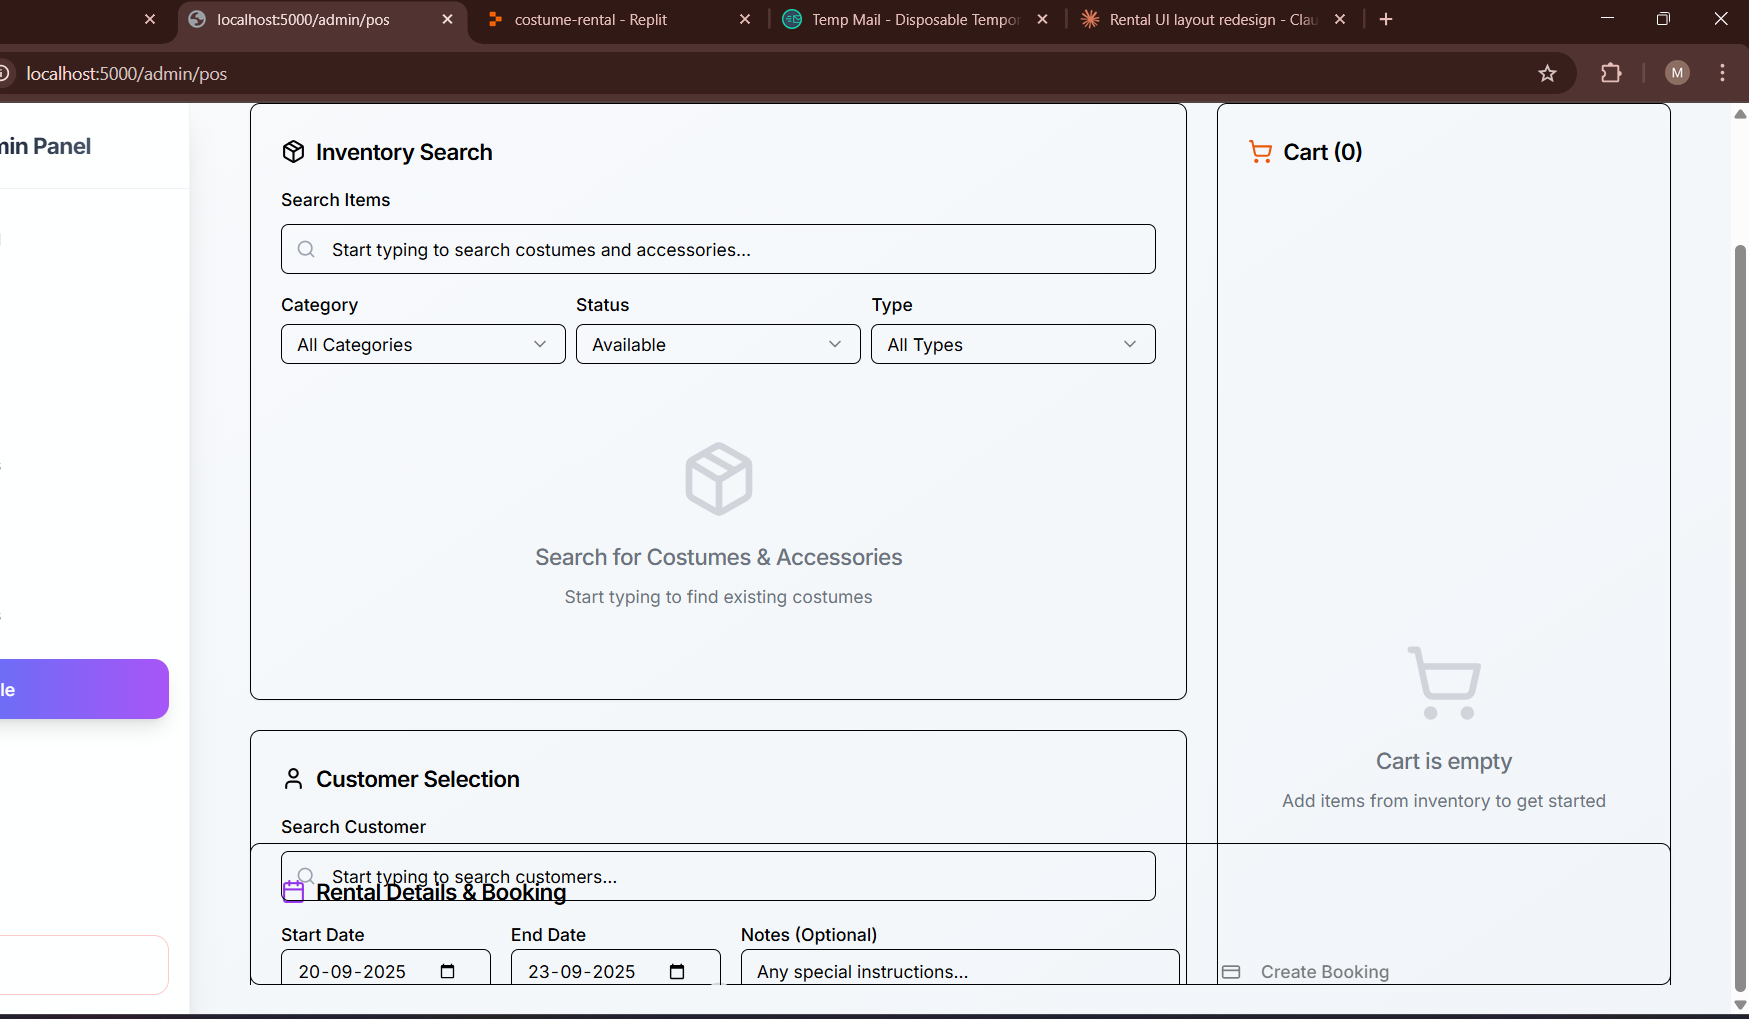 localhost:5000/admin/pos
costume-rental - Replit
Temp Mail - Disposable Tempor
Rental UI layout redesign - Clau
localhost:5000/admin/pos
M
min Panel
Inventory Search
Cart (0)
Search Items
Start typing to search costumes and accessories...
Category
Status
Type
All Categories
Available
All Types
Search for Costumes & Accessories
Start typing to find existing costumes
le
Cart is empty
Add items from inventory to get started
Customer Selection
Search Customer
Start typing to search customers...
Rental Details & Booking
Start Date
End Date
Notes (Optional)
20-09-2025
23-09-2025
Any special instructions...
Create Booking